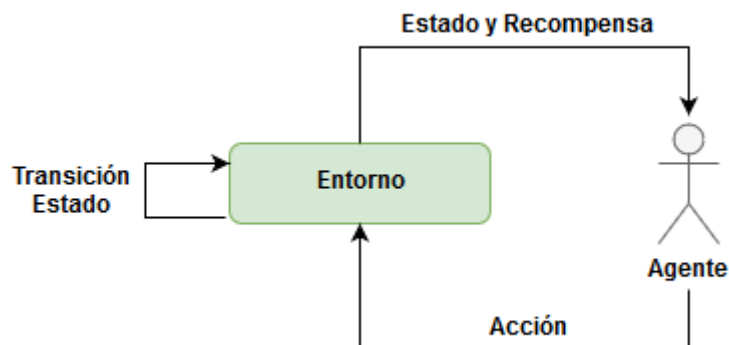 Estado y Recompensa
Transición
Estado
Entorno
Agente
Acción